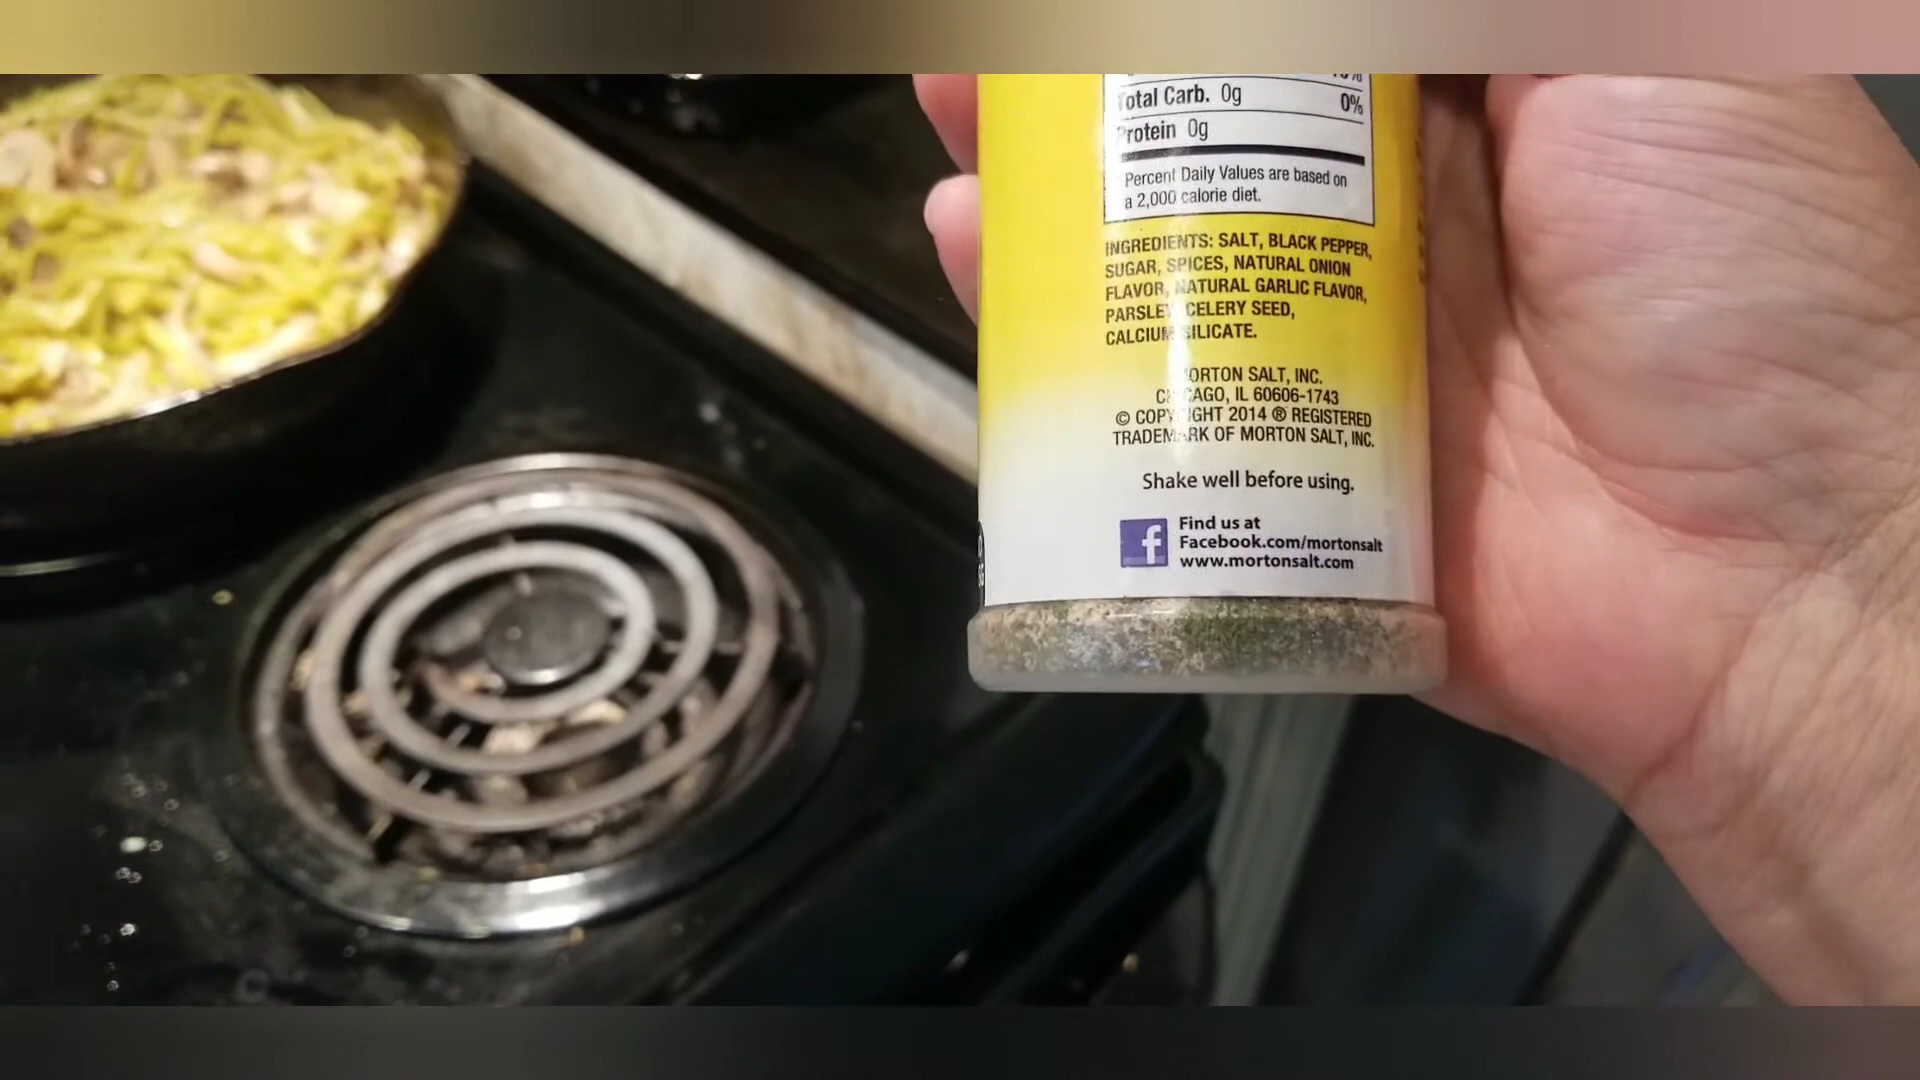 Total Carb. 0g 0%
Protein 0g
Percent Daily Values are based on
a 2,000 calorie diet.
INGREDIENTS: SALT, BLACK PEPPER,
SUGAR, SPICES, NATURAL ONION
FLAVOR, NATURAL GARLIC FLAVOR,
PARSLEY, CELERY SEED,
CALCIUM SILICATE.
MORTON SALT, INC.
CHICAGO, IL 60606-1743
© COPYRIGHT 2014 ® REGISTERED
TRADEMARK OF MORTON SALT, INC.
Shake well before using.
f Find us at
Facebook.com/mortonsalt
www.mortonsalt.com